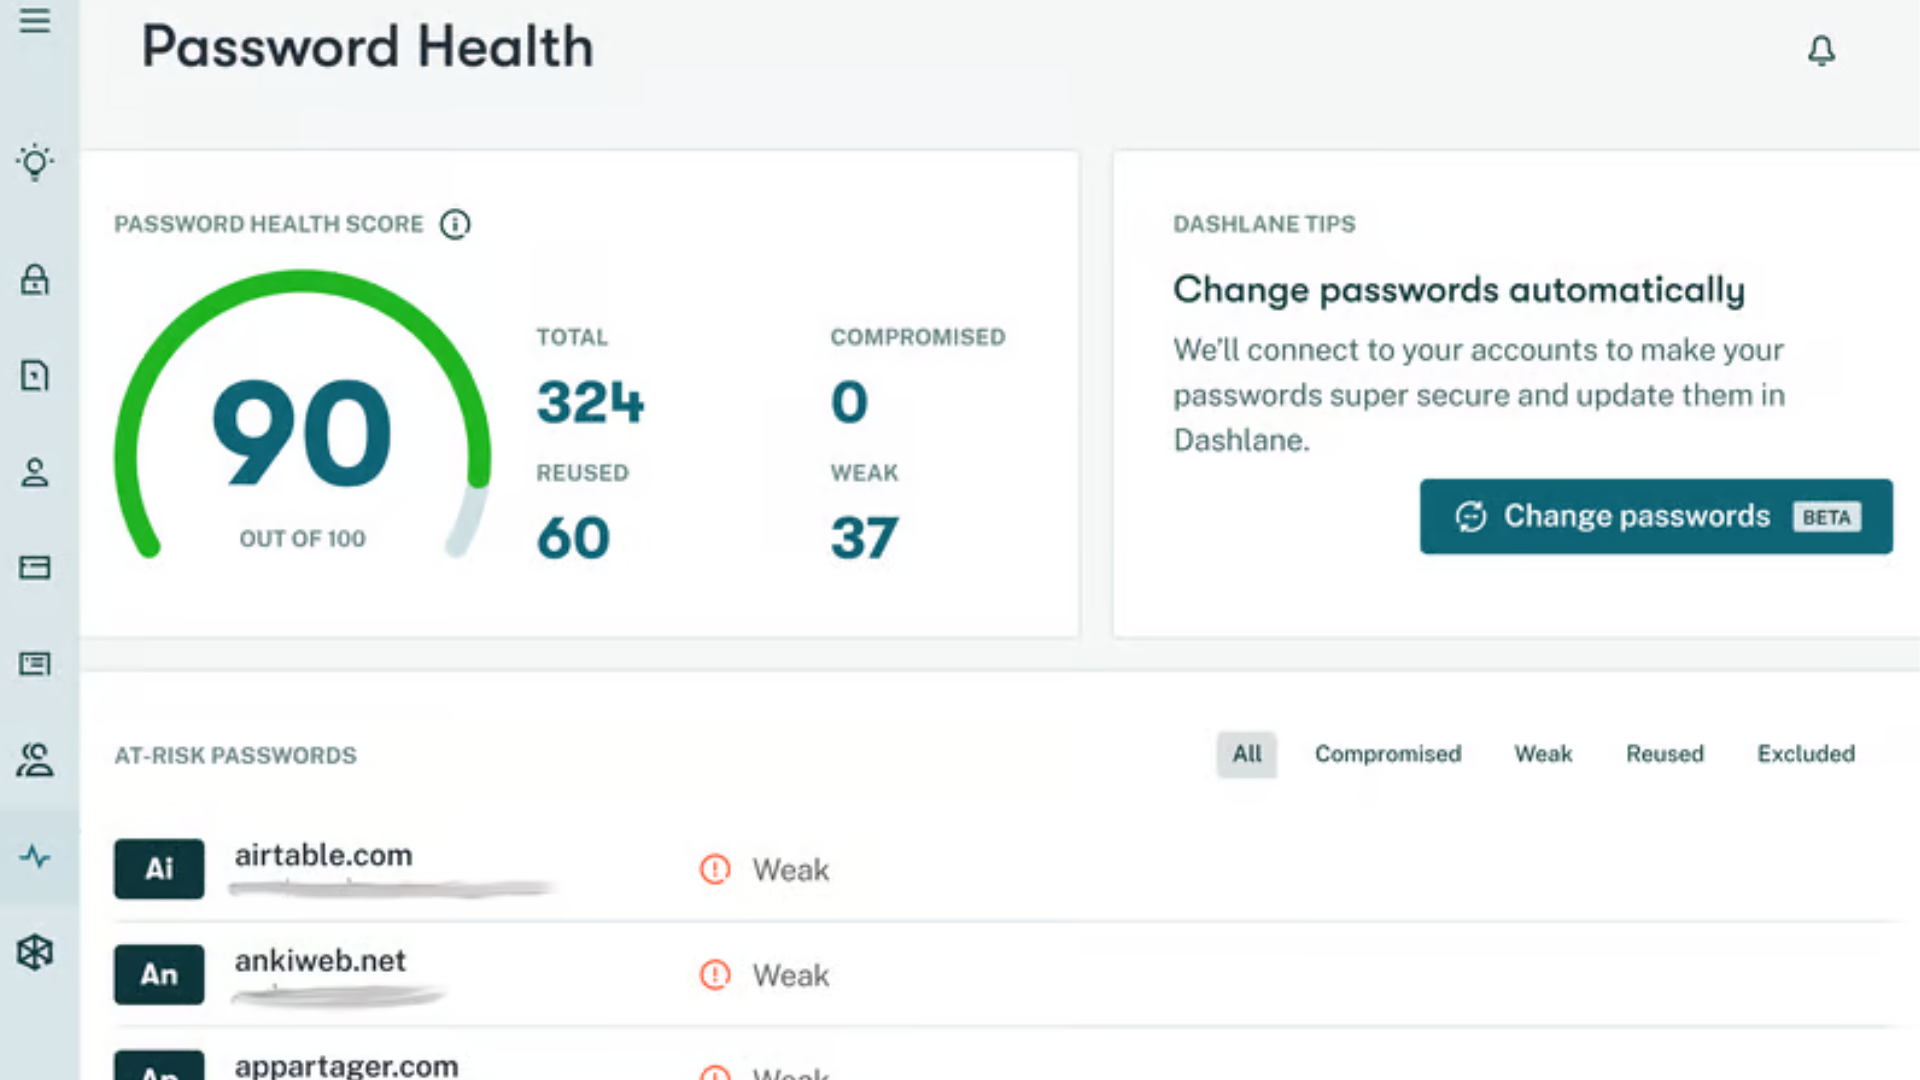 Password Health
PASSWORD HEALTH SCORE
90
OUT OF 100
TOTAL
324
COMPROMISED
0
REUSED
60
WEAK
37
DASHLANE TIPS
Change passwords automatically
We'll connect to your accounts to make your
passwords super secure and update them in
Dashlane.
Change passwords BETA
AT-RISK PASSWORDS
All Compromised Weak Reused Excluded
Ai airtable.com
Weak
An ankiweb.net
Weak
Ap appartager.com
Weak